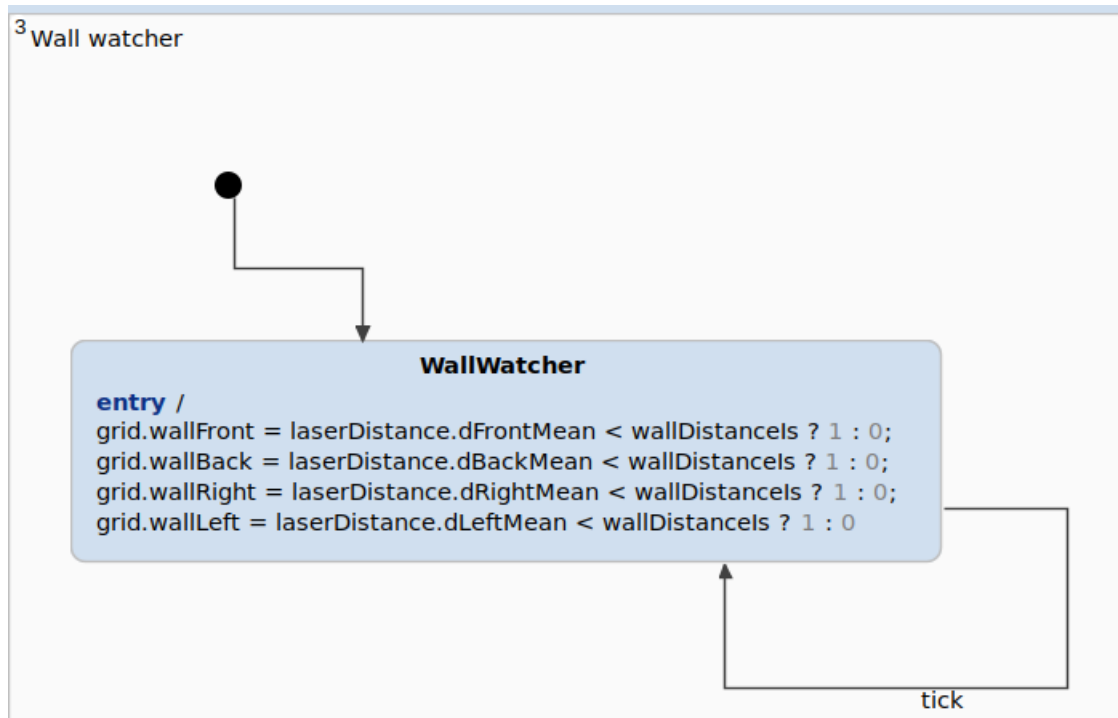 3
Wall watcher
WallWatcher
entry /
grid.wallFront = laserDistance.dFrontMean < wallDistanceIs ? 1 : 0;
grid.wallBack = laserDistance.dBackMean < wallDistanceIs ? 1 : 0;
grid.wallRight = laserDistance.dRightMean < wallDistanceIs ? 1 : 0;
grid.wallLeft = laserDistance.dLeftMean < wallDistanceIs ? 1 : 0
tick